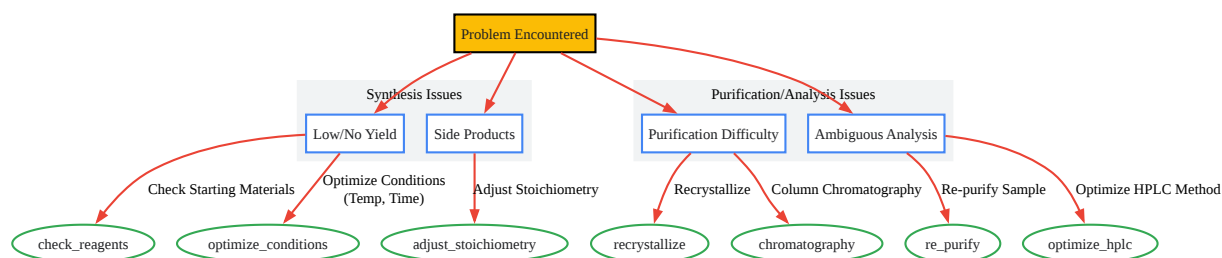 Problem Encountered
Synthesis Issues
Purification/Analysis Issues
Low/No Yield
Side Products
Purification Difficulty
Ambiguous Analysis
Check Starting Materials
Optimize Conditions
(Temp, Time)
Adjust Stoichiometry
Recrystallize
Column Chromatography
Re-purify Sample
Optimize HPLC Method
check_reagents
optimize_conditions
adjust_stoichiometry
recrystallize
chromatography
re_purify
optimize_hplc